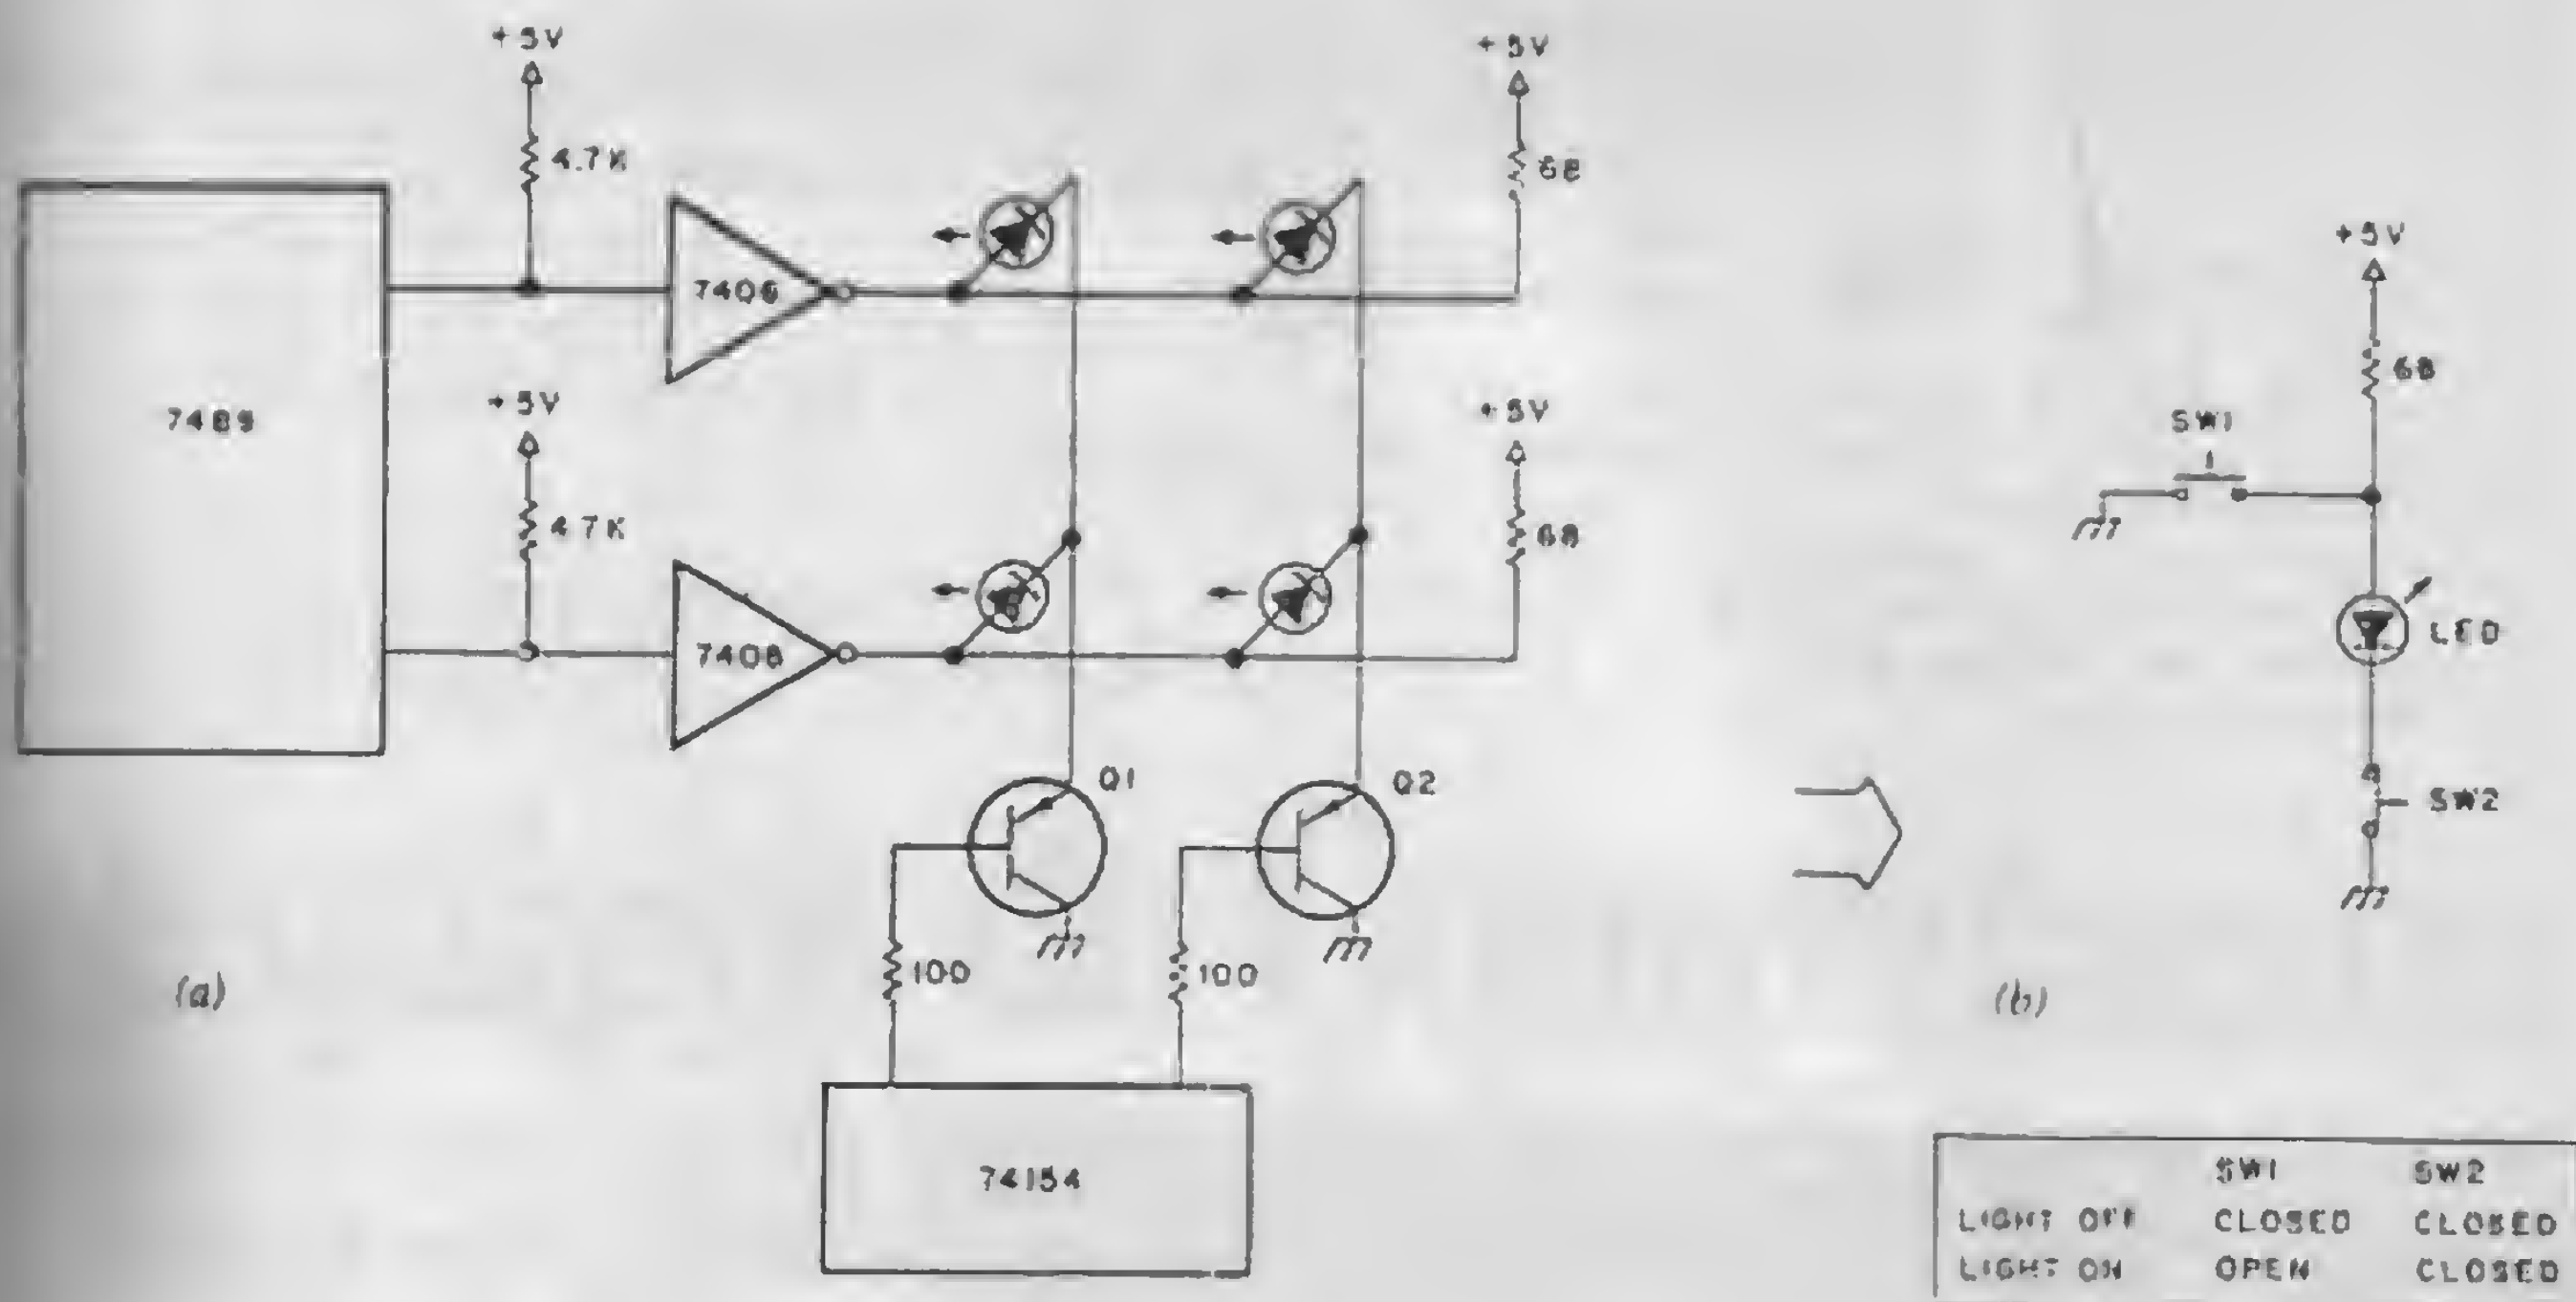 +5V
4.7K
7489
7406
+5V
68
+5V
4.7K
+5V
68
Q1
Q2
100
100
74154
(a)
+5V
68
SW1
LED
SW2
(b)
SW1 SW2
LIGHT OFF CLOSED CLOSED
LIGHT ON OPEN CLOSED